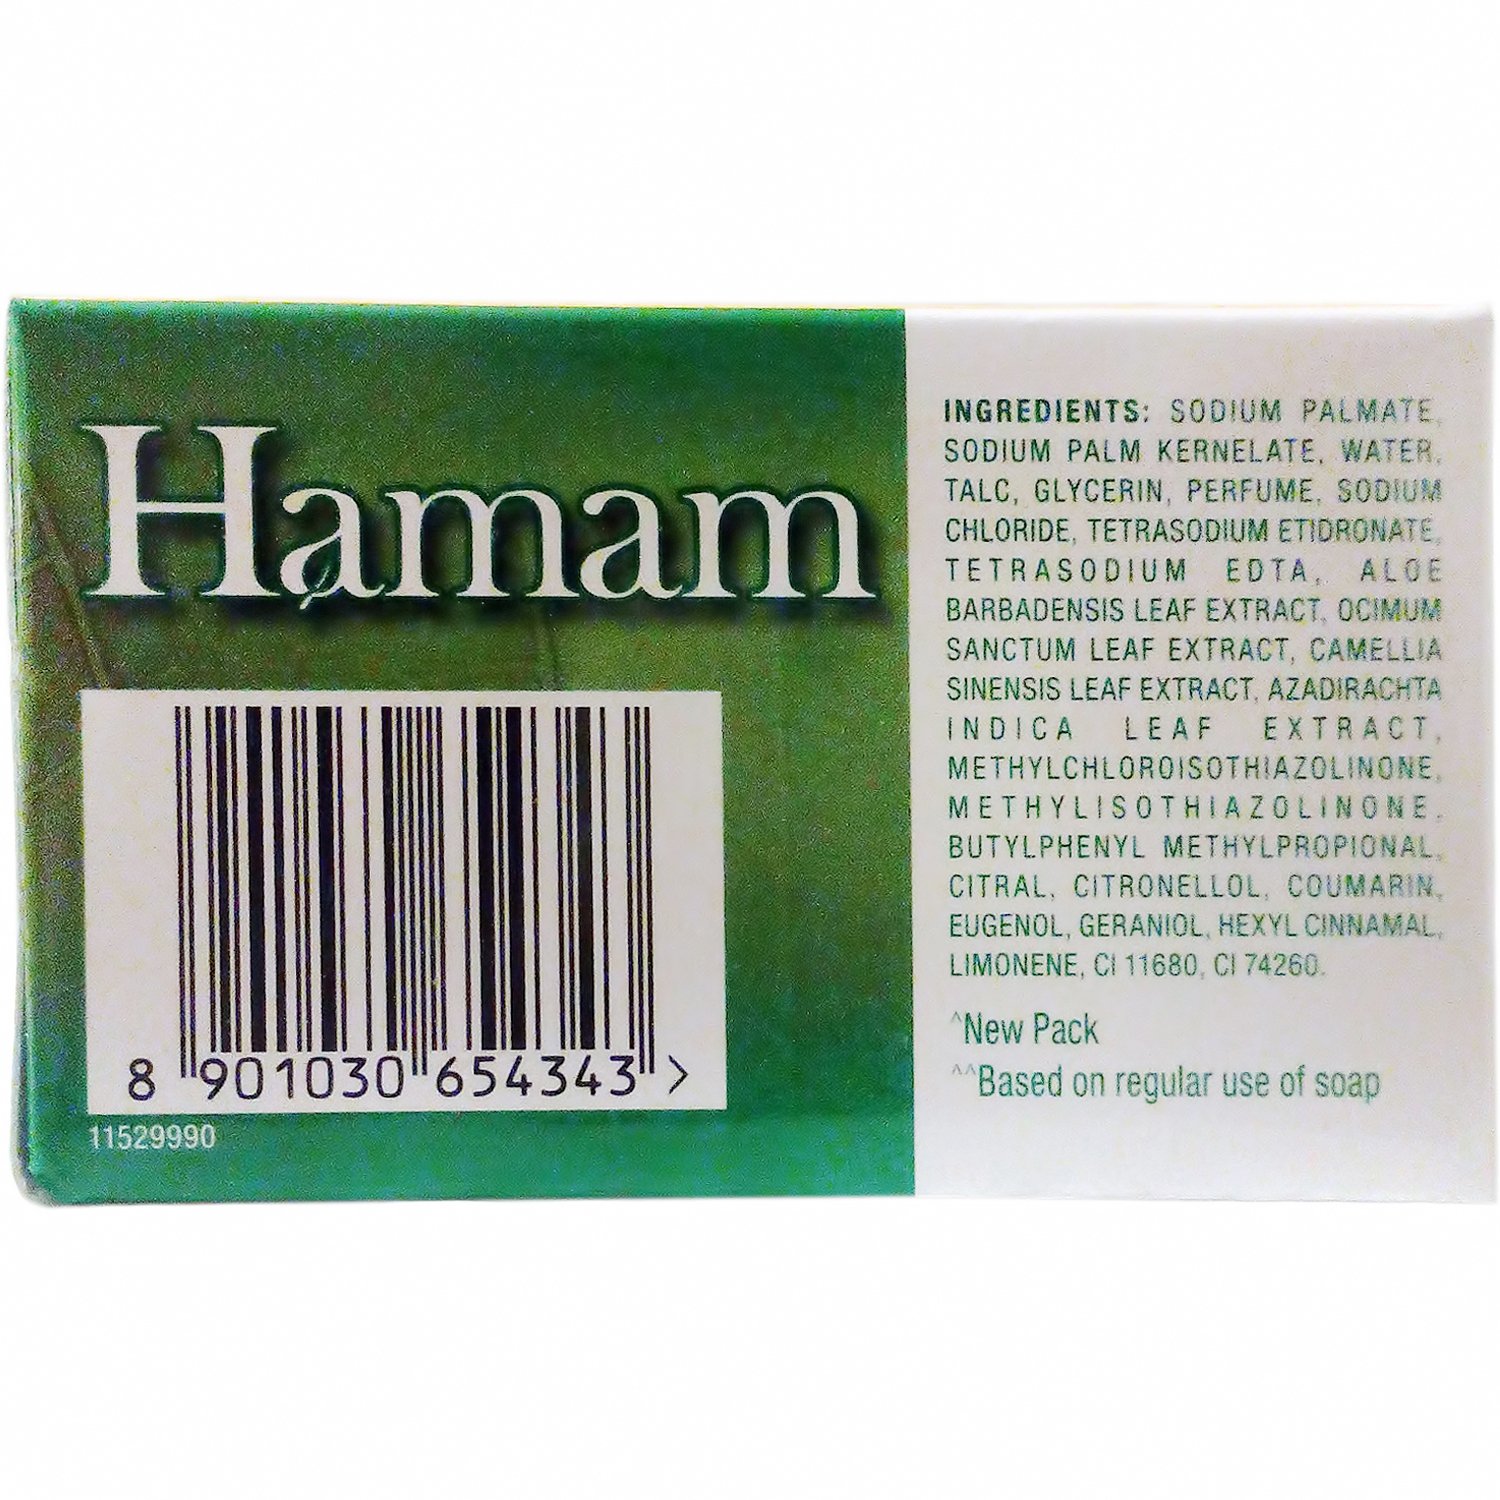 Hamam
8 901030 654343 >
11529990
INGREDIENTS: SODIUM PALMATE,
SODIUM PALM KERNELATE, WATER,
TALC, GLYCERIN, PERFUME, SODIUM
CHLORIDE, TETRASODIUM ETIDRONATE,
TETRASODIUM EDTA, ALOE
BARBADENSIS LEAF EXTRACT, OCIMUM
SANCTUM LEAF EXTRACT, CAMELLIA
SINENSIS LEAF EXTRACT, AZADIRACHTA
INDICA LEAF EXTRACT,
METHYLCHLOROISOTHIAZOLINONE,
METHYLISOTHIAZOLINONE,
BUTYLPHENYL METHYLPROPIONAL,
CITRAL, CITRONELLOL, COUMARIN,
EUGENOL, GERANIOL, HEXYL CINNAMAL,
LIMONENE, CI 11680, CI 74260.
^New Pack
^^Based on regular use of soap